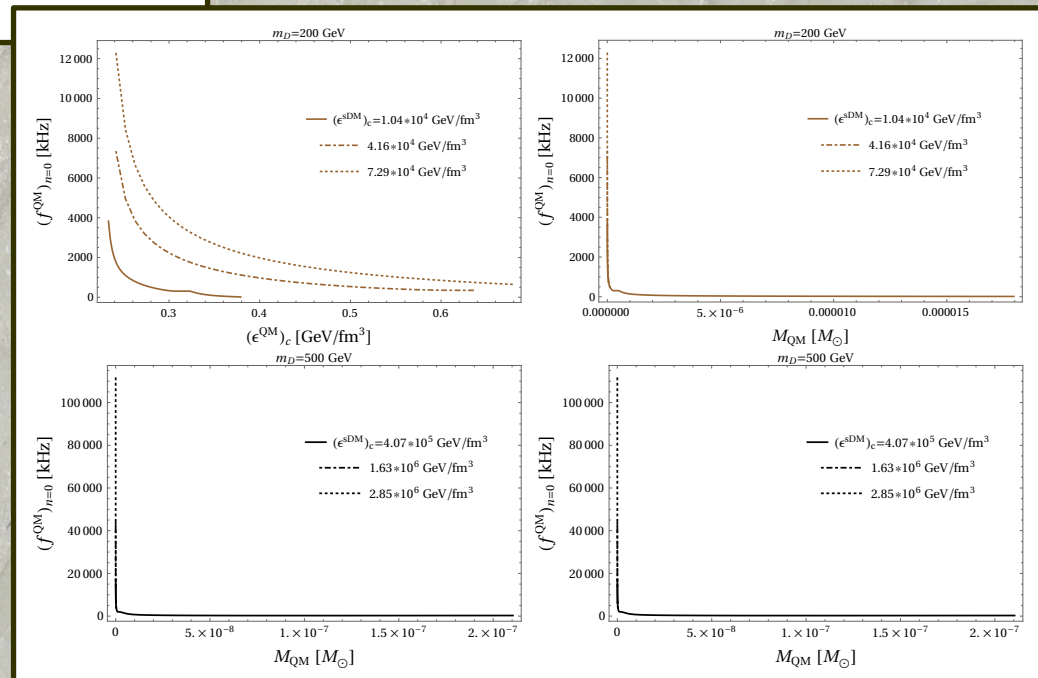 m_D=200 GeV
12 000
10 000
8000
6000
4000
2000
0
(f^QM)_n=0 [kHz]
(ϵ^sDM)_c=1.04*10^4 GeV/fm^3
4.16*10^4 GeV/fm^3
7.29*10^4 GeV/fm^3
0.3 0.4 0.5 0.6
(ϵ^QM)_c [GeV/fm^3]
m_D=200 GeV
12 000
10 000
8000
6000
4000
2000
0
(f^QM)_n=0 [kHz]
(ϵ^sDM)_c=1.04*10^4 GeV/fm^3
4.16*10^4 GeV/fm^3
7.29*10^4 GeV/fm^3
0.000000 5.×10^-6 0.000010 0.000015
M_QM [M_⊙]
m_D=500 GeV
100 000
80 000
60 000
40 000
20 000
0
(f^QM)_n=0 [kHz]
(ϵ^sDM)_c=4.07*10^5 GeV/fm^3
1.63*10^6 GeV/fm^3
2.85*10^6 GeV/fm^3
0 5.×10^-8 1.×10^-7 1.5×10^-7 2.×10^-7
M_QM [M_⊙]
m_D=500 GeV
100 000
80 000
60 000
40 000
20 000
0
(f^QM)_n=0 [kHz]
(ϵ^sDM)_c=4.07*10^5 GeV/fm^3
1.63*10^6 GeV/fm^3
2.85*10^6 GeV/fm^3
0 5.×10^-8 1.×10^-7 1.5×10^-7 2.×10^-7
M_QM [M_⊙]